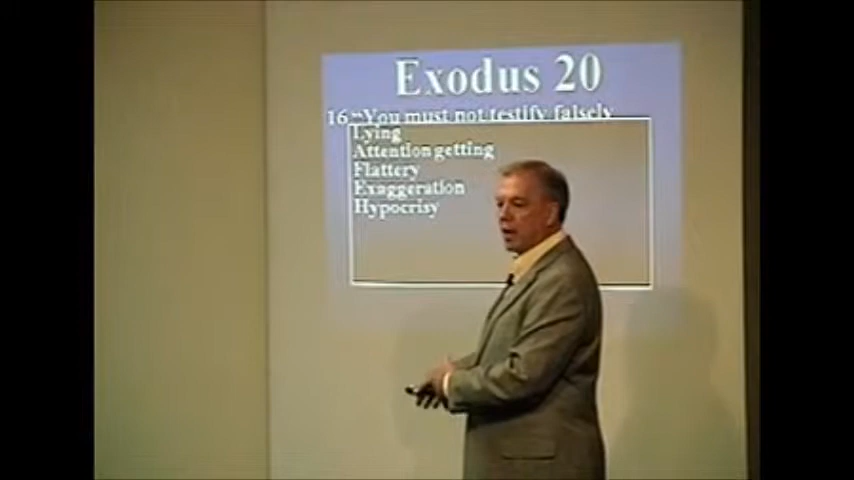 Exodus 20
16 "You must not testify falsely
Lying
Attention getting
Flattery
Exaggeration
Hypocrisy